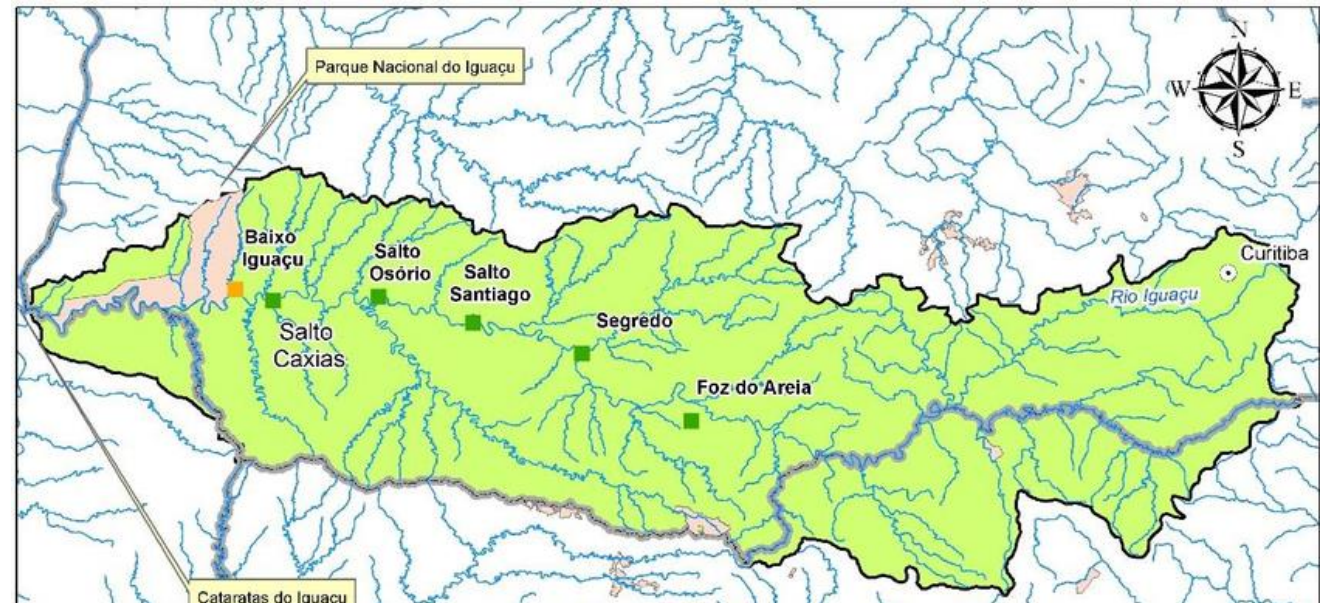 Parque Nacional do Iguaçu
N
W
E
S
Baixo
Iguaçu
Salto
Osório
Salto
Santiago
Curitiba
Rio Iguaçu
Segredo
Salto
Caxias
Foz do Areia
Cataratas do Iguaçu